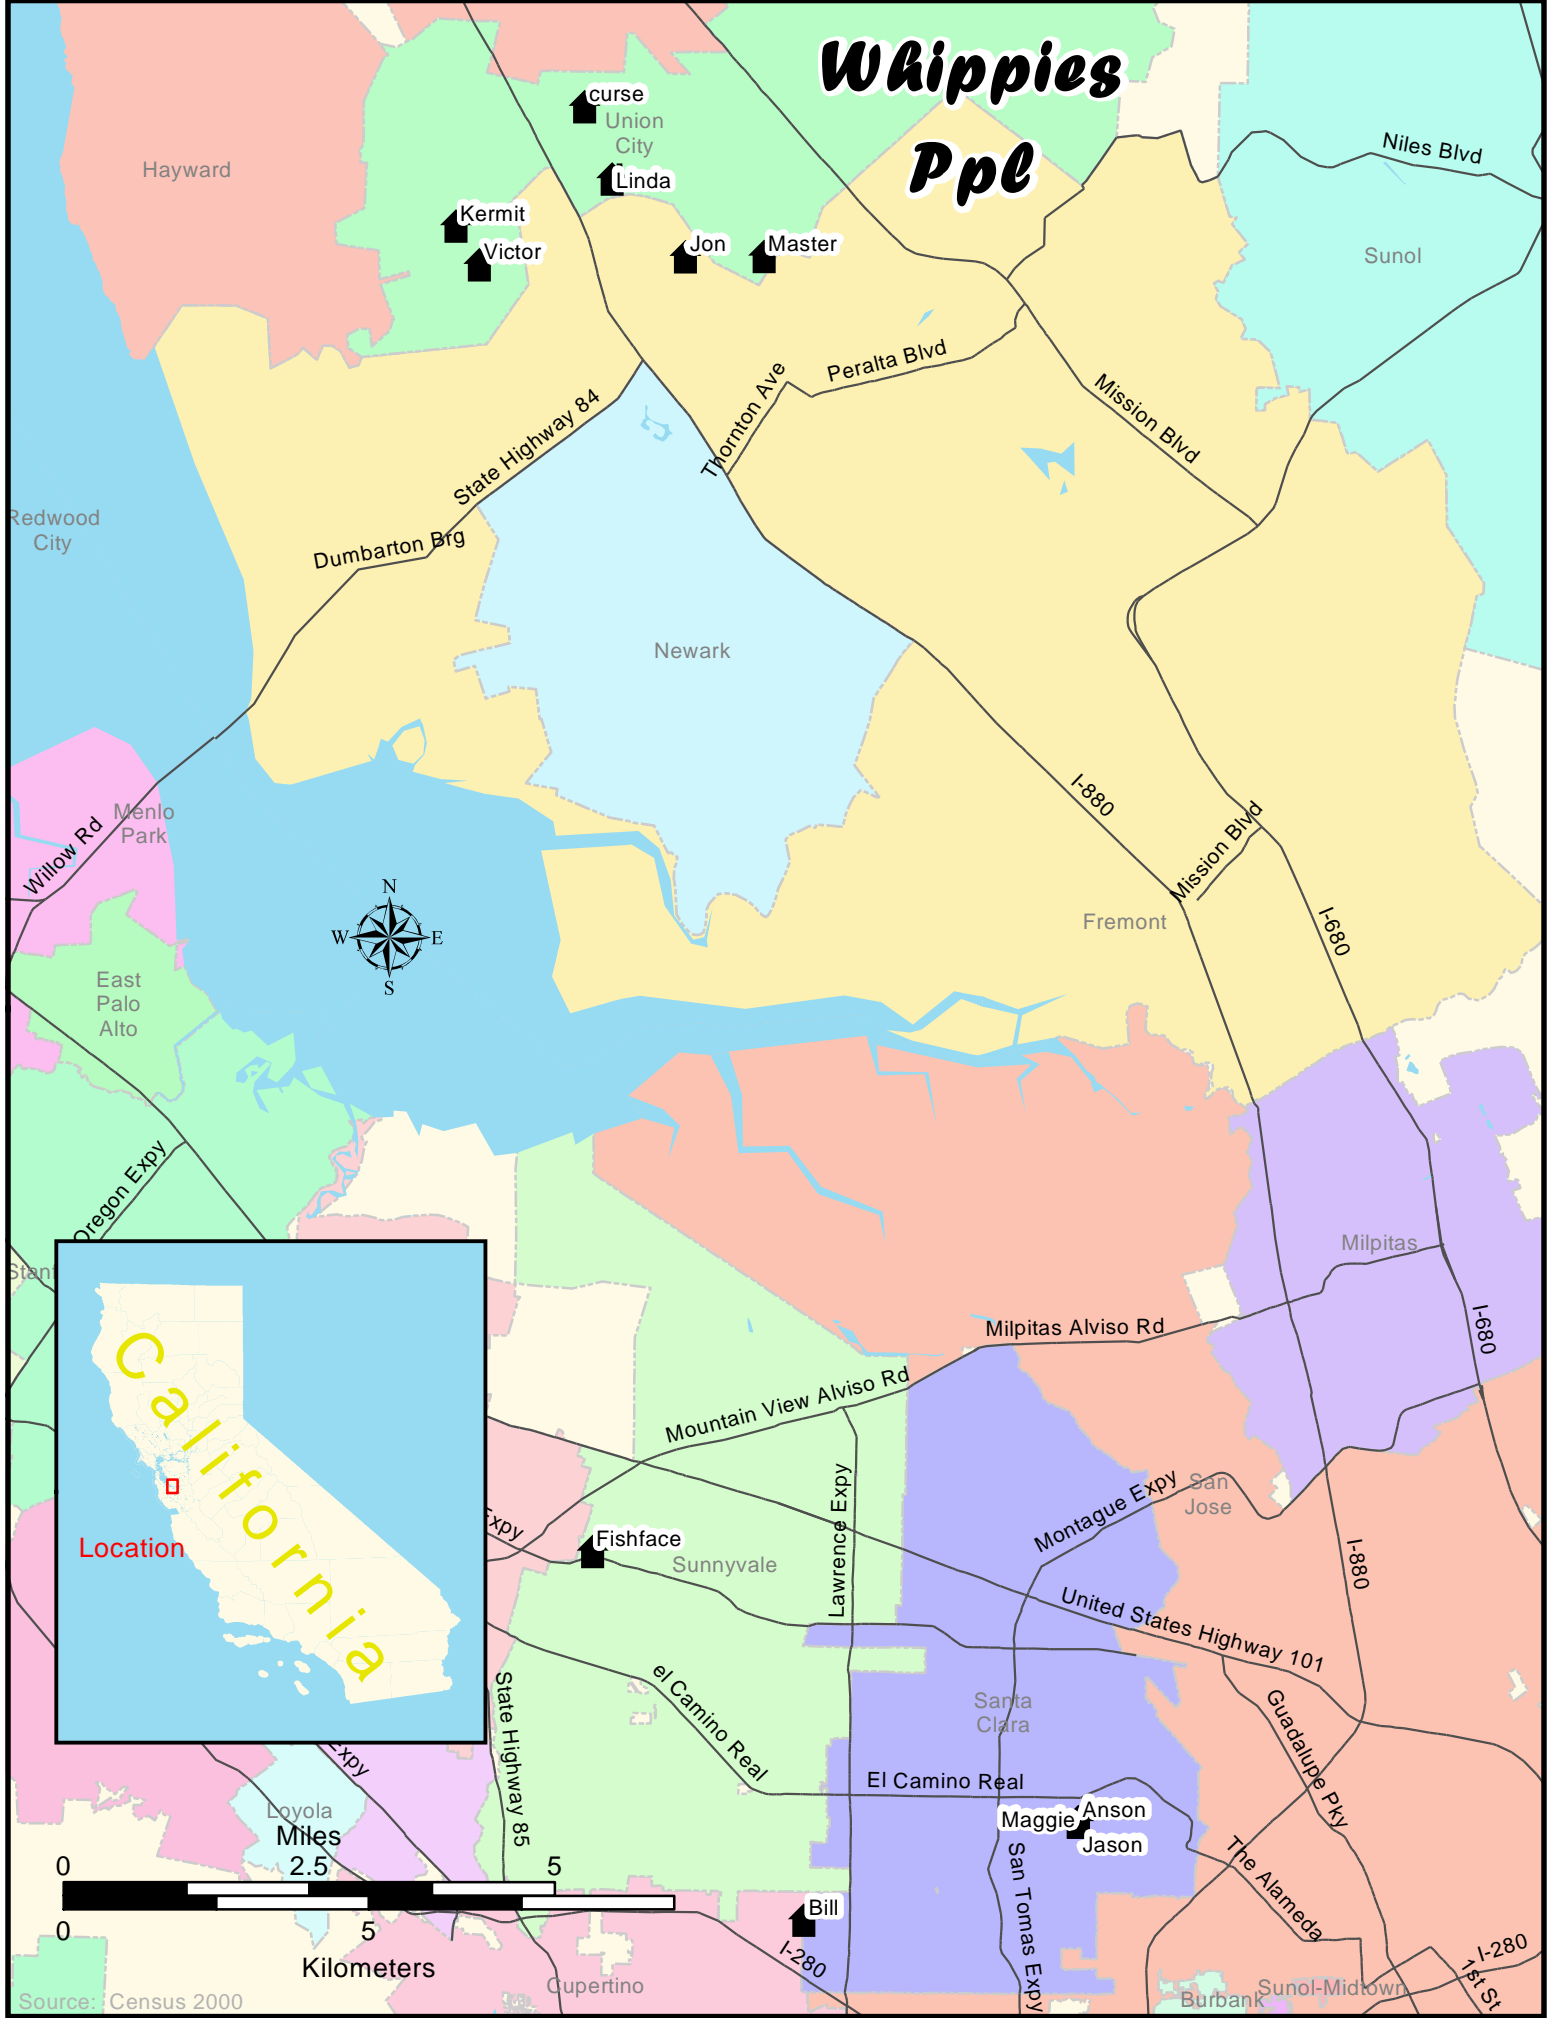 Whippies
Ppl
curse
Union
City
Hayward
Niles Blvd
Linda
Kermit
Victor
Jon
Master
Sunol
Peralta Blvd
Thornton Ave
Mission Blvd
State Highway 84
Redwood
City
Dumbarton Brg
Newark
I-880
Menlo
Park
Willow Rd
Mission Blvd
N
W
E
S
Fremont
I-680
East
Palo
Alto
Oregon Expy
Milpitas
Stanf
I-680
Milpitas Alviso Rd
Mountain View Alviso Rd
California
Location
Lawrence Expy
Montague Expy
San
Jose
Expy
Fishface
Sunnyvale
I-880
United States Highway 101
el Camino Real
State Highway 85
Santa
Clara
Guadalupe Pky
Expy
El Camino Real
Anson
Maggie
Jason
Loyola
Miles
0
2.5
5
San Tomas Expy
The Alameda
Bill
0
5
I-280
Kilometers
I-280
1st St
Cupertino
Burbank
Sunol-Midtown
Source: Census 2000